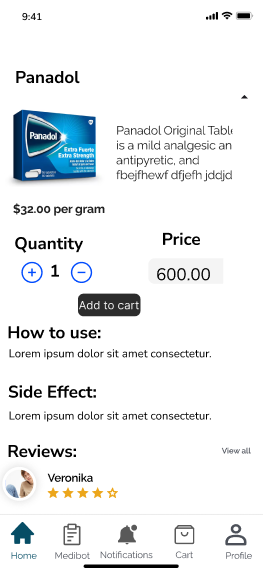 9:41
Panadol
Panadol
Extra Fuerte
Extra Strength
Panadol Original Table
is a mild analgesic an
antipyretic, and
fbejfhewf dfjefh jdcjd
$32.00 per gram
Quantity
Price
1
600.00
Add to cart
How to use:
Lorem ipsum dolor sit amet consectetur.
Side Effect:
Lorem ipsum dolor sit amet consectetur.
Reviews:
View all
Veronika
Home
Medibot
Notifications
Cart
Profile